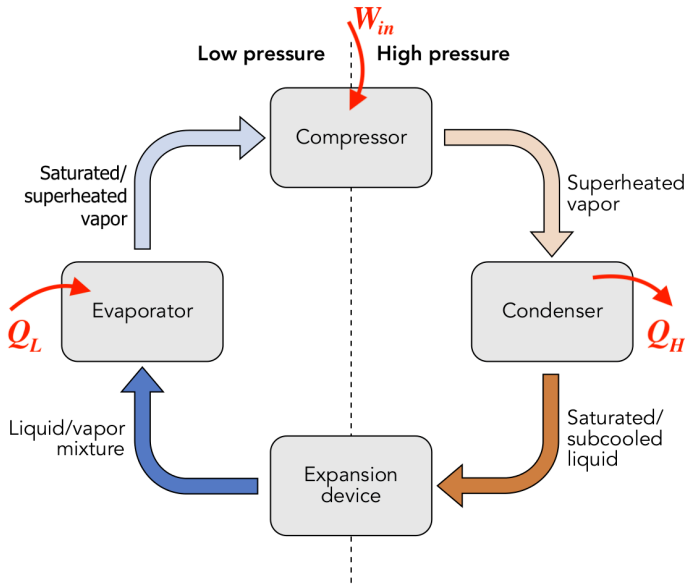 W_in
Low pressure
High pressure
Compressor
Saturated/
superheated
vapor
Superheated
vapor
Evaporator
Condenser
Q_L
Q_H
Liquid/vapor
mixture
Saturated/
subcooled
liquid
Expansion
device